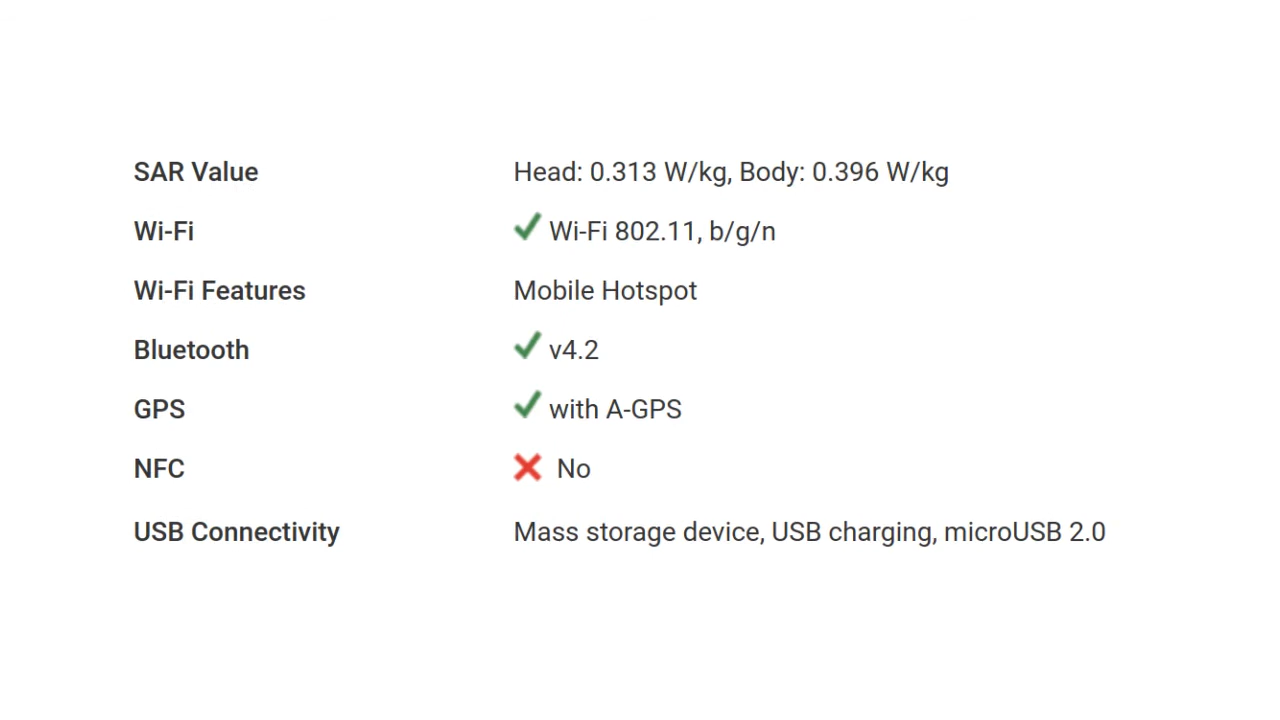 SAR Value Head: 0.313 W/kg, Body: 0.396 W/kg
Wi-Fi Wi-Fi 802.11, b/g/n
Wi-Fi Features Mobile Hotspot
Bluetooth v4.2
GPS with A-GPS
NFC No
USB Connectivity Mass storage device, USB charging, microUSB 2.0